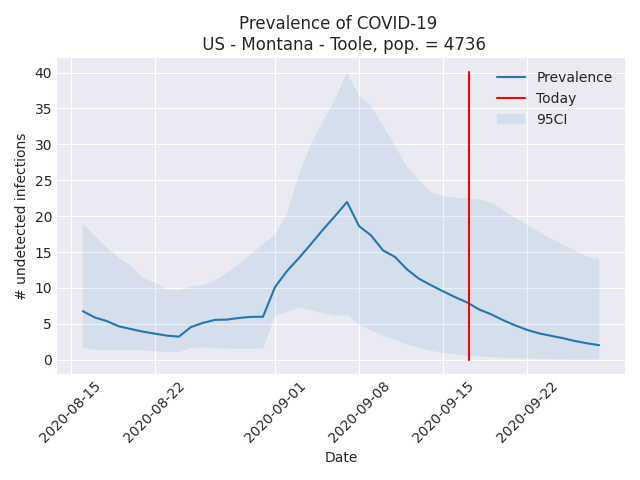 Prevalence of COVID-19
US - Montana - Toole, pop. = 4736
# undetected infections
40
35
30
25
20
15
10
5
0
Prevalence
Today
95CI
2020-08-15
2020-08-22
2020-09-01
2020-09-08
2020-09-15
2020-09-22
Date